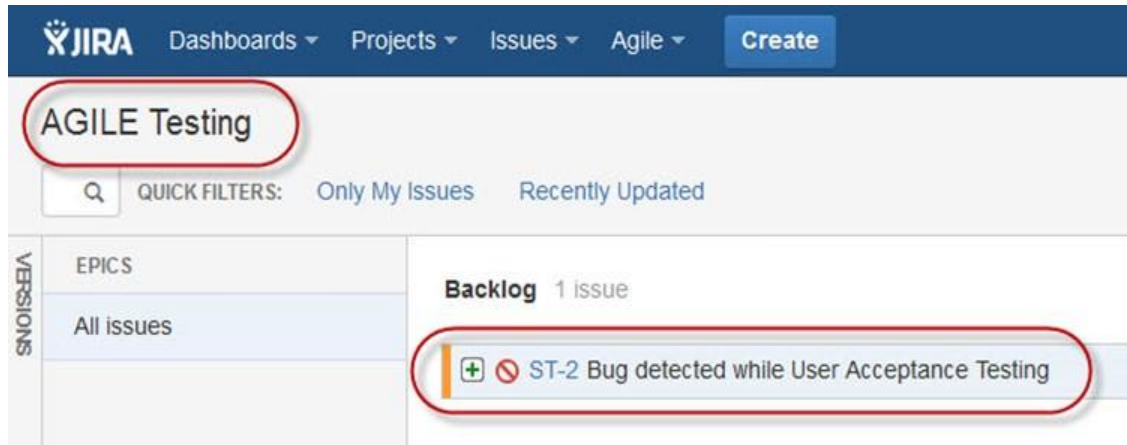 JIRA Dashboards Projects Issues Agile Create
AGILE Testing
QUICK FILTERS: Only My Issues Recently Updated
VERSIONS
EPICS
All issues
Backlog 1 issue
ST-2 Bug detected while User Acceptance Testing